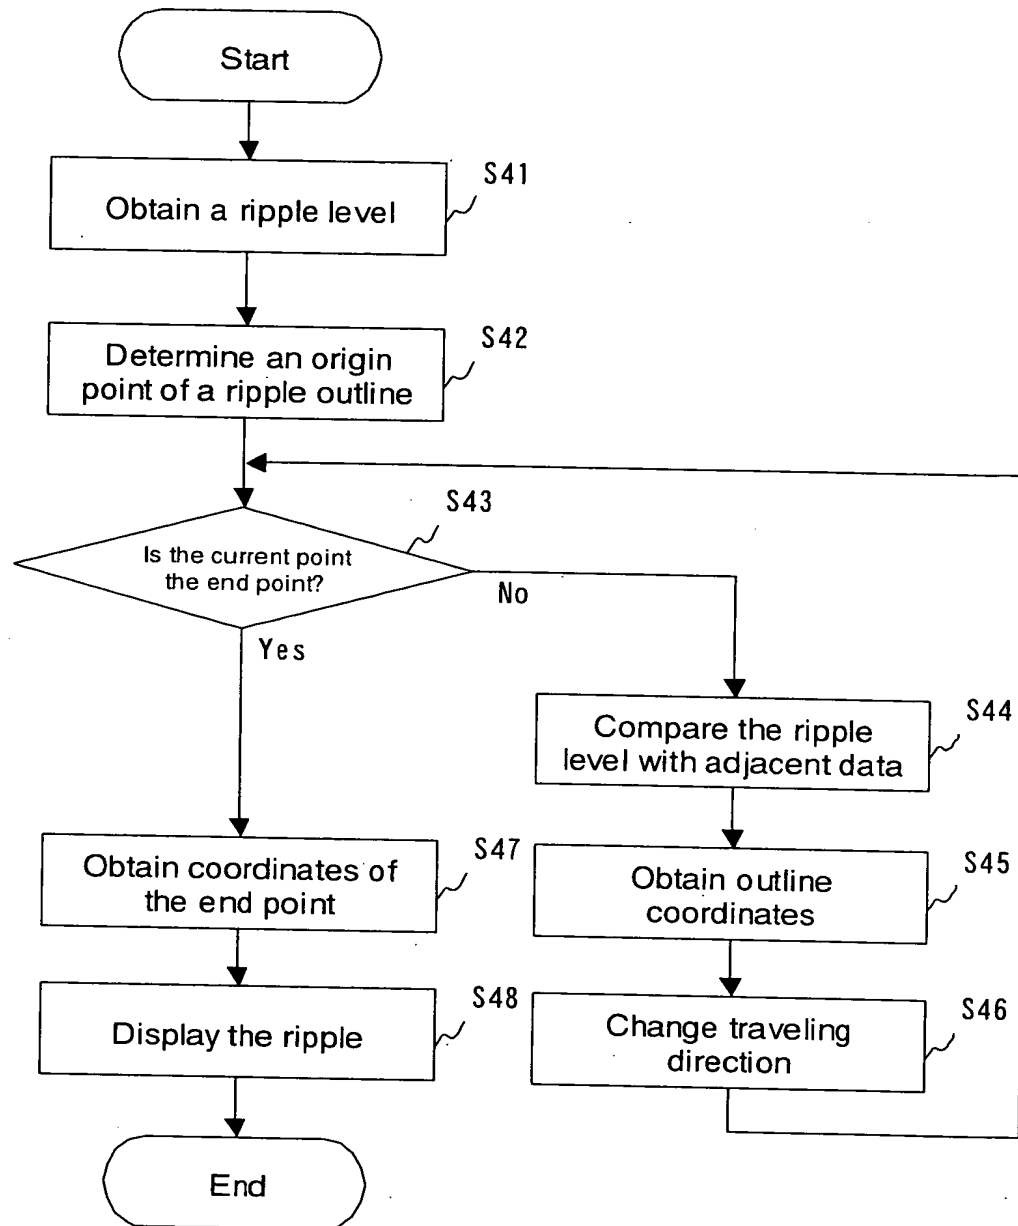 Start
S41
Obtain a ripple level
S42
Determine an origin
point of a ripple outline
S43
Is the current point
the end point?
No
Yes
S44
Compare the ripple
level with adjacent data
S47
Obtain coordinates of
the end point
S45
Obtain outline
coordinates
S48
Display the ripple
S46
Change traveling
direction
End